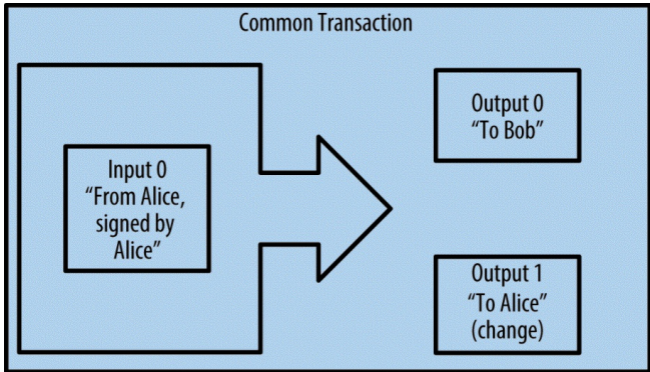 Common Transaction
Input 0
“From Alice,
signed by
Alice”
Output 0
“To Bob”
Output 1
“To Alice”
(change)